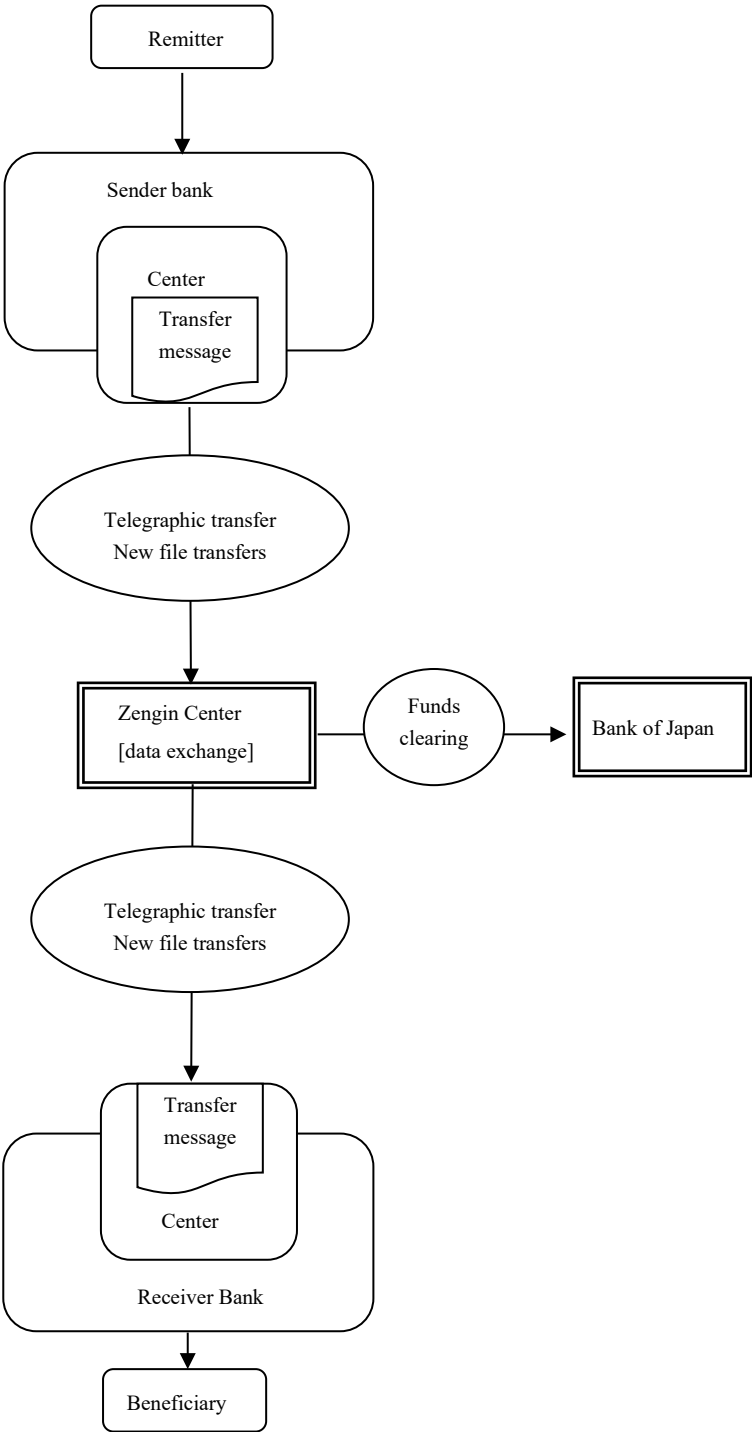 Remitter
Sender bank
Center
Transfer
message
Telegraphic transfer
New file transfers
Zengin Center
[data exchange]
Funds
clearing
Bank of Japan
Telegraphic transfer
New file transfers
Transfer
message
Center
Receiver Bank
Beneficiary